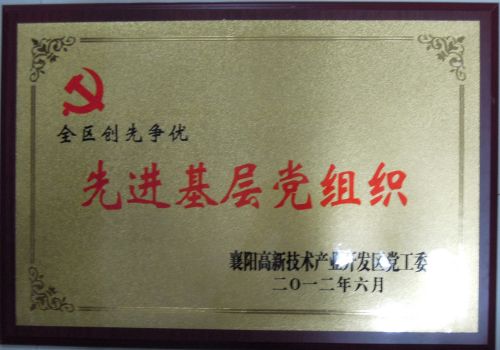 全区创先争优
先进基层党组织
襄阳高新技术产业开发区党工委
二〇一二年六月